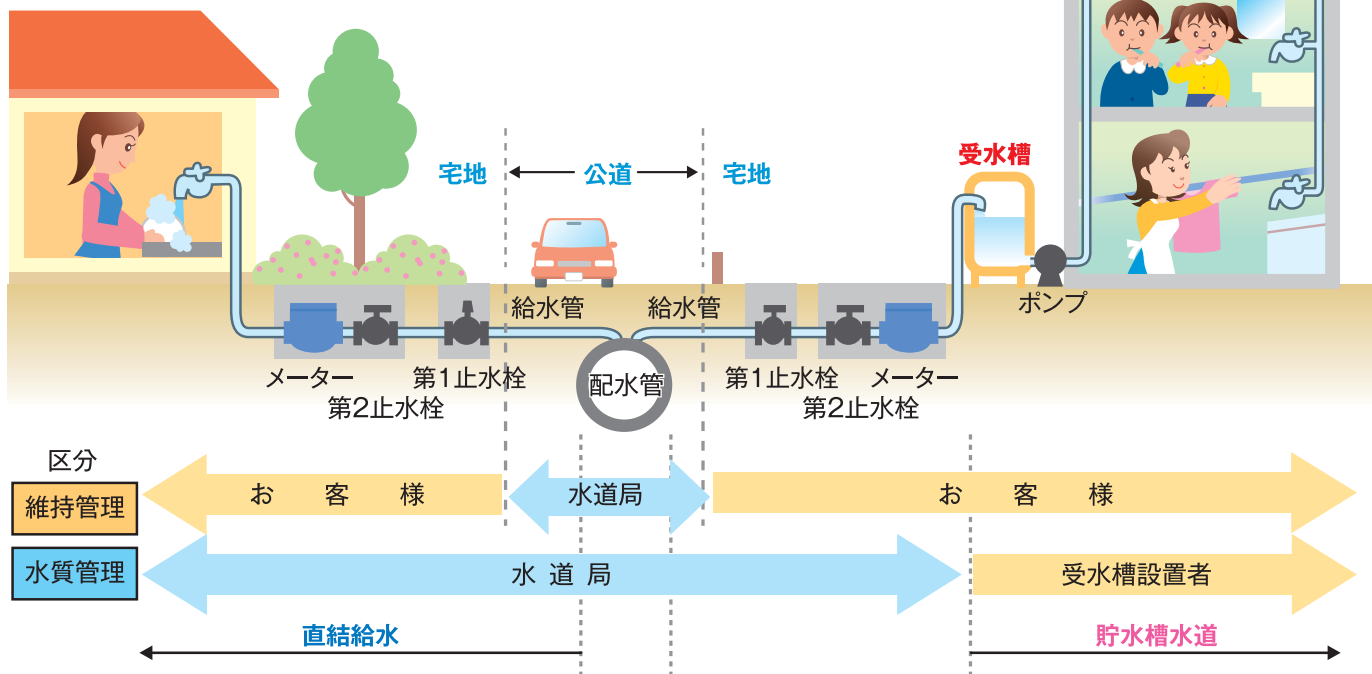 受水槽
宅地
公道
宅地
ポンプ
給水管
給水管
配水管
メーター
第1止水栓
第2止水栓
第1止水栓
メーター
第2止水栓
区分
維持管理
お客様
水道局
お客様
水質管理
水道局
受水槽設置者
直結給水
貯水槽水道